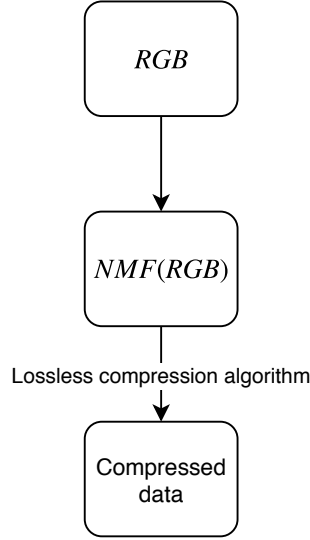 RGB
NMF(RGB)
Lossless compression algorithm
Compressed
data